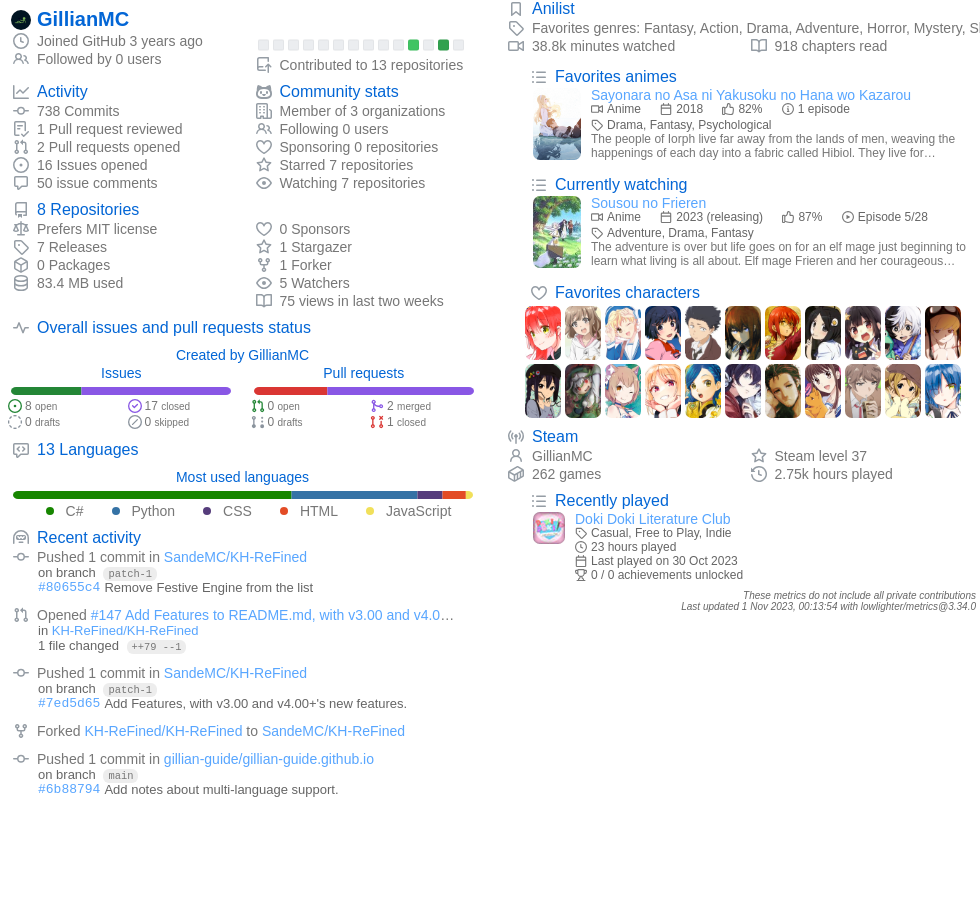 GillianMC
Joined GitHub 3 years ago
Followed by 0 users
Contributed to 13 repositories
Activity
738 Commits
1 Pull request reviewed
2 Pull requests opened
16 Issues opened
50 issue comments
Community stats
Member of 3 organizations
Following 0 users
Sponsoring 0 repositories
Starred 7 repositories
Watching 7 repositories
8 Repositories
Prefers MIT license
7 Releases
0 Packages
83.4 MB used
0 Sponsors
1 Stargazer
1 Forker
5 Watchers
75 views in last two weeks
Overall issues and pull requests status
Created by GillianMC
Issues
8 open
17 closed
0 drafts
0 skipped
Pull requests
0 open
2 merged
0 drafts
1 closed
13 Languages
Most used languages
C# Python CSS HTML JavaScript
Recent activity
Pushed 1 commit in SandeMC/KH-ReFined
on branch patch-1
#80655c4 Remove Festive Engine from the list
Opened #147 Add Features to README.md, with v3.00 and v4.0…
in KH-ReFined/KH-ReFined
1 file changed ++79 --1
Pushed 1 commit in SandeMC/KH-ReFined
on branch patch-1
#7ed5d65 Add Features, with v3.00 and v4.00+'s new features.
Forked KH-ReFined/KH-ReFined to SandeMC/KH-ReFined
Pushed 1 commit in gillian-guide/gillian-guide.github.io
on branch main
#6b88794 Add notes about multi-language support.
Anilist
Favorites genres: Fantasy, Action, Drama, Adventure, Horror, Mystery, Sl
38.8k minutes watched
918 chapters read
Favorites animes
Sayonara no Asa ni Yakusoku no Hana wo Kazarou
Anime 2018 82% 1 episode
Drama, Fantasy, Psychological
The people of Iorph live far away from the lands of men, weaving the
happenings of each day into a fabric called Hibiol. They live for…
Currently watching
Sousou no Frieren
Anime 2023 (releasing) 87% Episode 5/28
Adventure, Drama, Fantasy
The adventure is over but life goes on for an elf mage just beginning to
learn what living is all about. Elf mage Frieren and her courageous…
Favorites characters
Steam
GillianMC
Steam level 37
262 games
2.75k hours played
Recently played
Doki Doki Literature Club
Casual, Free to Play, Indie
23 hours played
Last played on 30 Oct 2023
0 / 0 achievements unlocked
These metrics do not include all private contributions
Last updated 1 Nov 2023, 00:13:54 with lowlighter/metrics@3.34.0